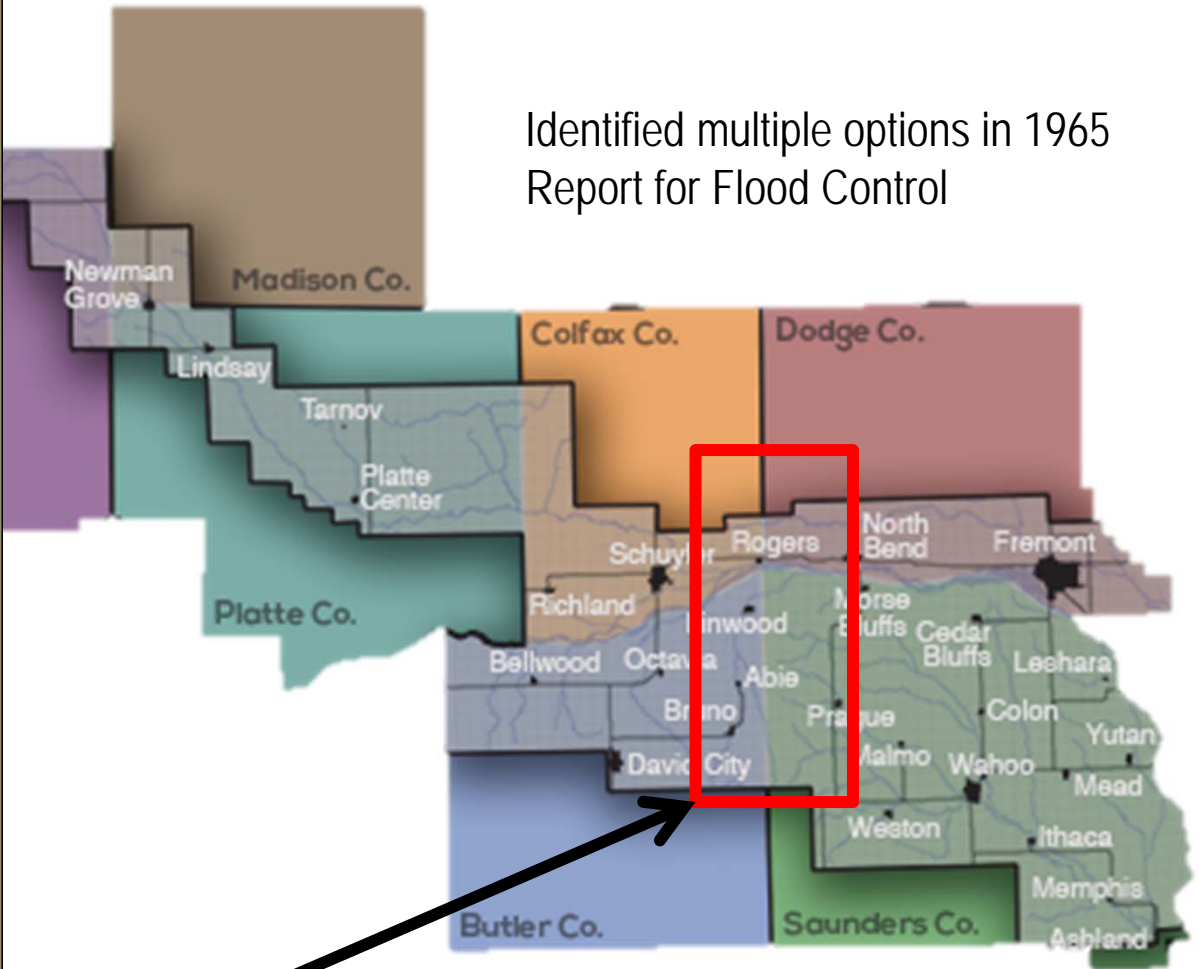 Identified multiple options in 1965
Report for Flood Control
Newman
Grove
Madison Co.
Lindsay
Colfax Co.
Dodge Co.
Tarnov
Platte
Center
North
Bend
Schuyler
Rogers
Fremont
Richland
Platte Co.
Linwood
Morse
Bluffs
Cedar
Bluffs
Bellwood
Octavia
Abie
Leshara
Bruno
Prague
Colon
Yutan
David City
Malmo
Wahoo
Mead
Weston
Ithaca
Memphis
Butler Co.
Saunders Co.
Ashland